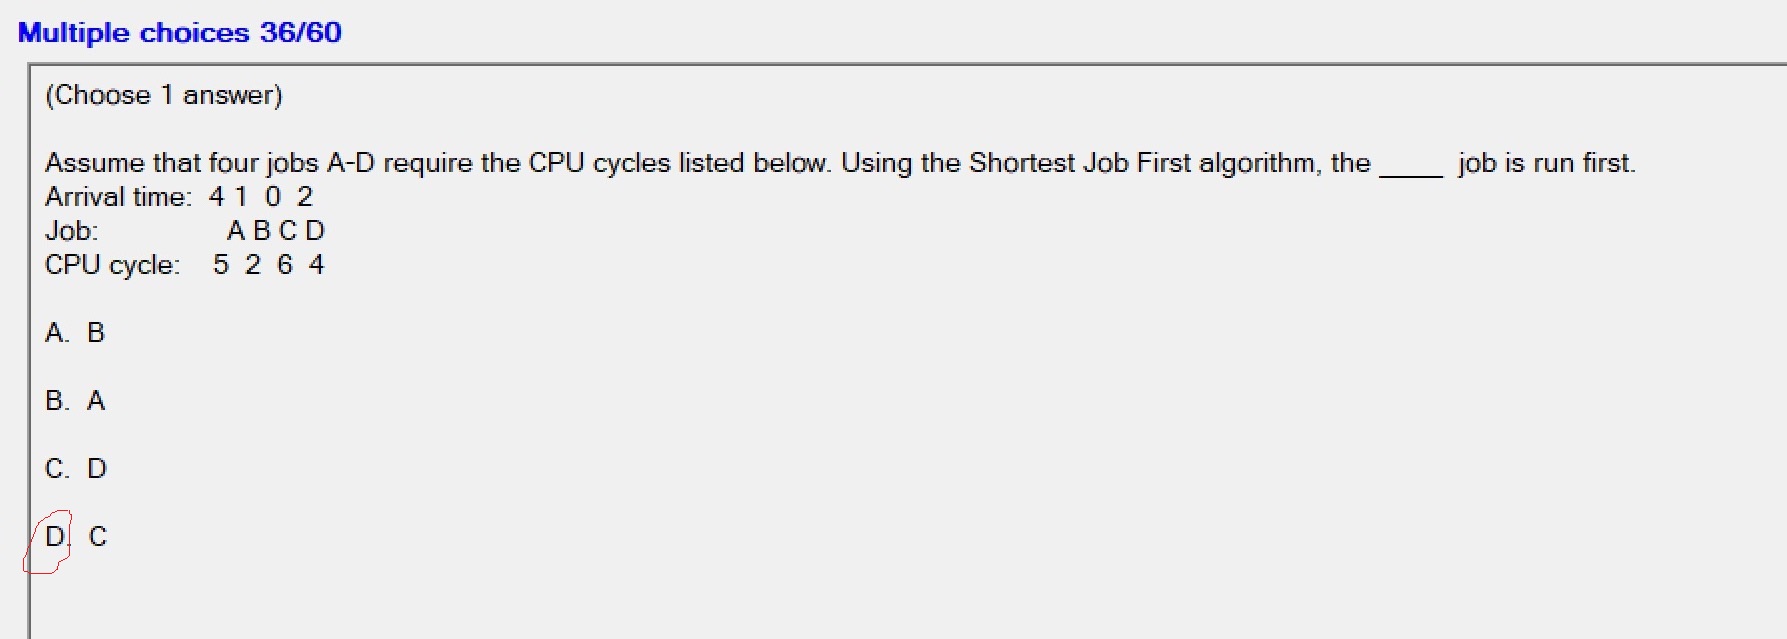 Multiple choices 36/60
(Choose 1 answer)
Assume that four jobs A-D require the CPU cycles listed below. Using the Shortest Job First algorithm, the ____ job is run first.
Arrival time: 4 1 0 2
Job: A B C D
CPU cycle: 5 2 6 4
A. B
B. A
C. D
D. C